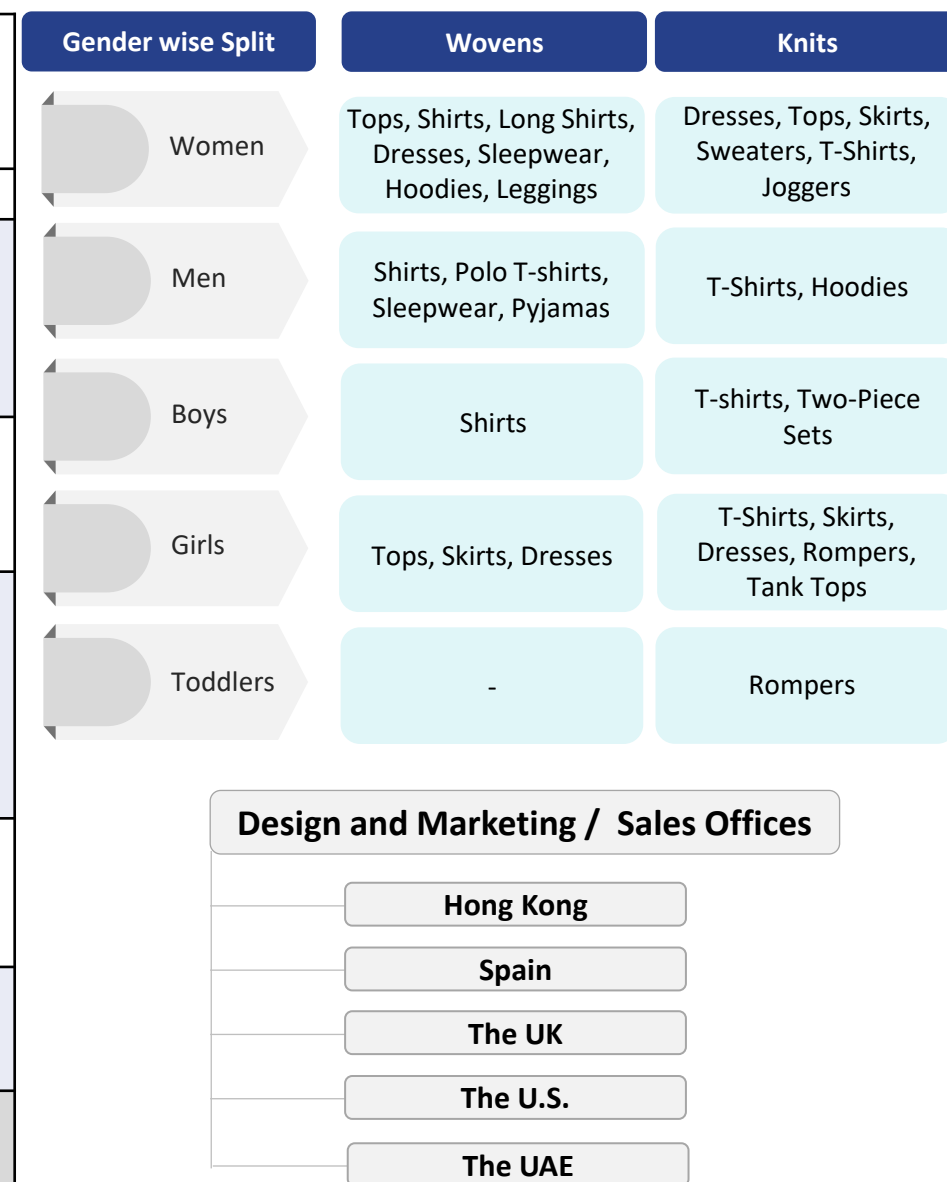 Gender wise Split
Wovens
Knits
Women
Tops, Shirts, Long Shirts,
Dresses, Sleepwear,
Hoodies, Leggings
Dresses, Tops, Skirts,
Sweaters, T-Shirts,
Joggers
Men
Shirts, Polo T-shirts,
Sleepwear, Pyjamas
T-Shirts, Hoodies
Boys
Shirts
T-shirts, Two-Piece
Sets
Girls
Tops, Skirts, Dresses
T-Shirts, Skirts,
Dresses, Rompers,
Tank Tops
Toddlers
-
Rompers
Design and Marketing / Sales Offices
Hong Kong
Spain
The UK
The U.S.
The UAE